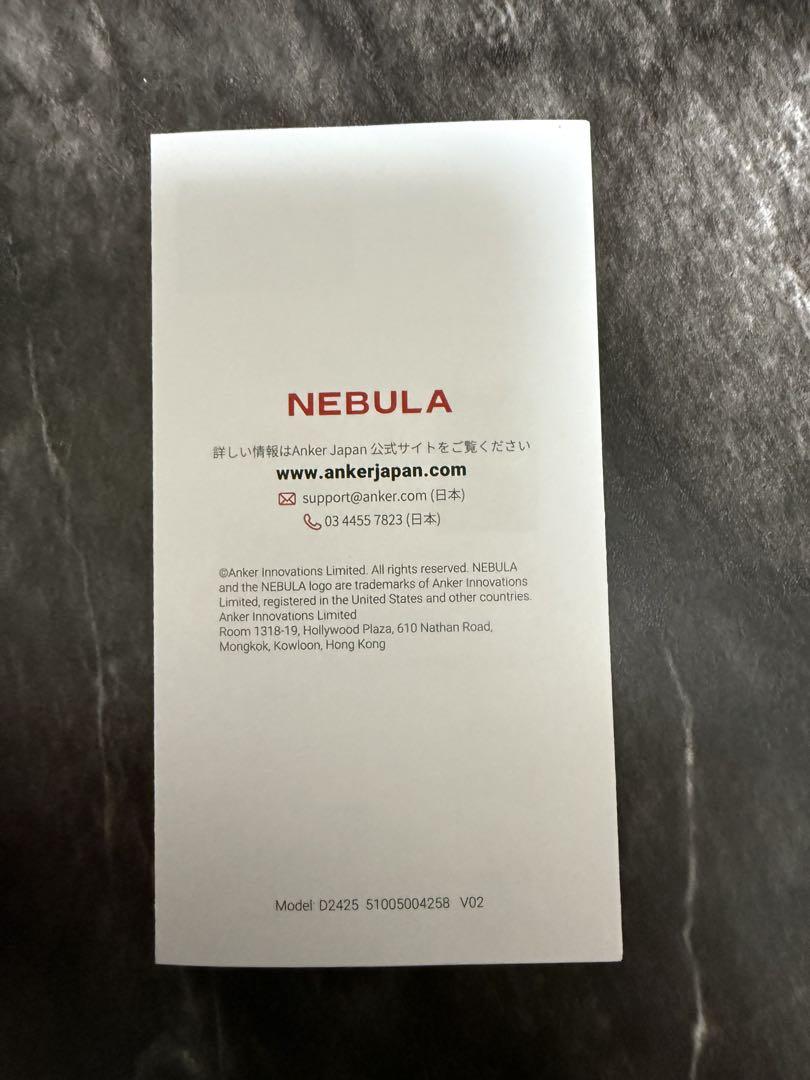 NEBULA
詳しい情報はAnker Japan 公式サイトをご覧ください
www.ankerjapan.com
support@anker.com (日本)
03 4455 7823 (日本)
©Anker Innovations Limited. All rights reserved. NEBULA
and the NEBULA logo are trademarks of Anker Innovations
Limited, registered in the United States and other countries.
Anker Innovations Limited
Room 1318-19, Hollywood Plaza, 610 Nathan Road,
Mongkok, Kowloon, Hong Kong
Model: D2425 51005004258 V02